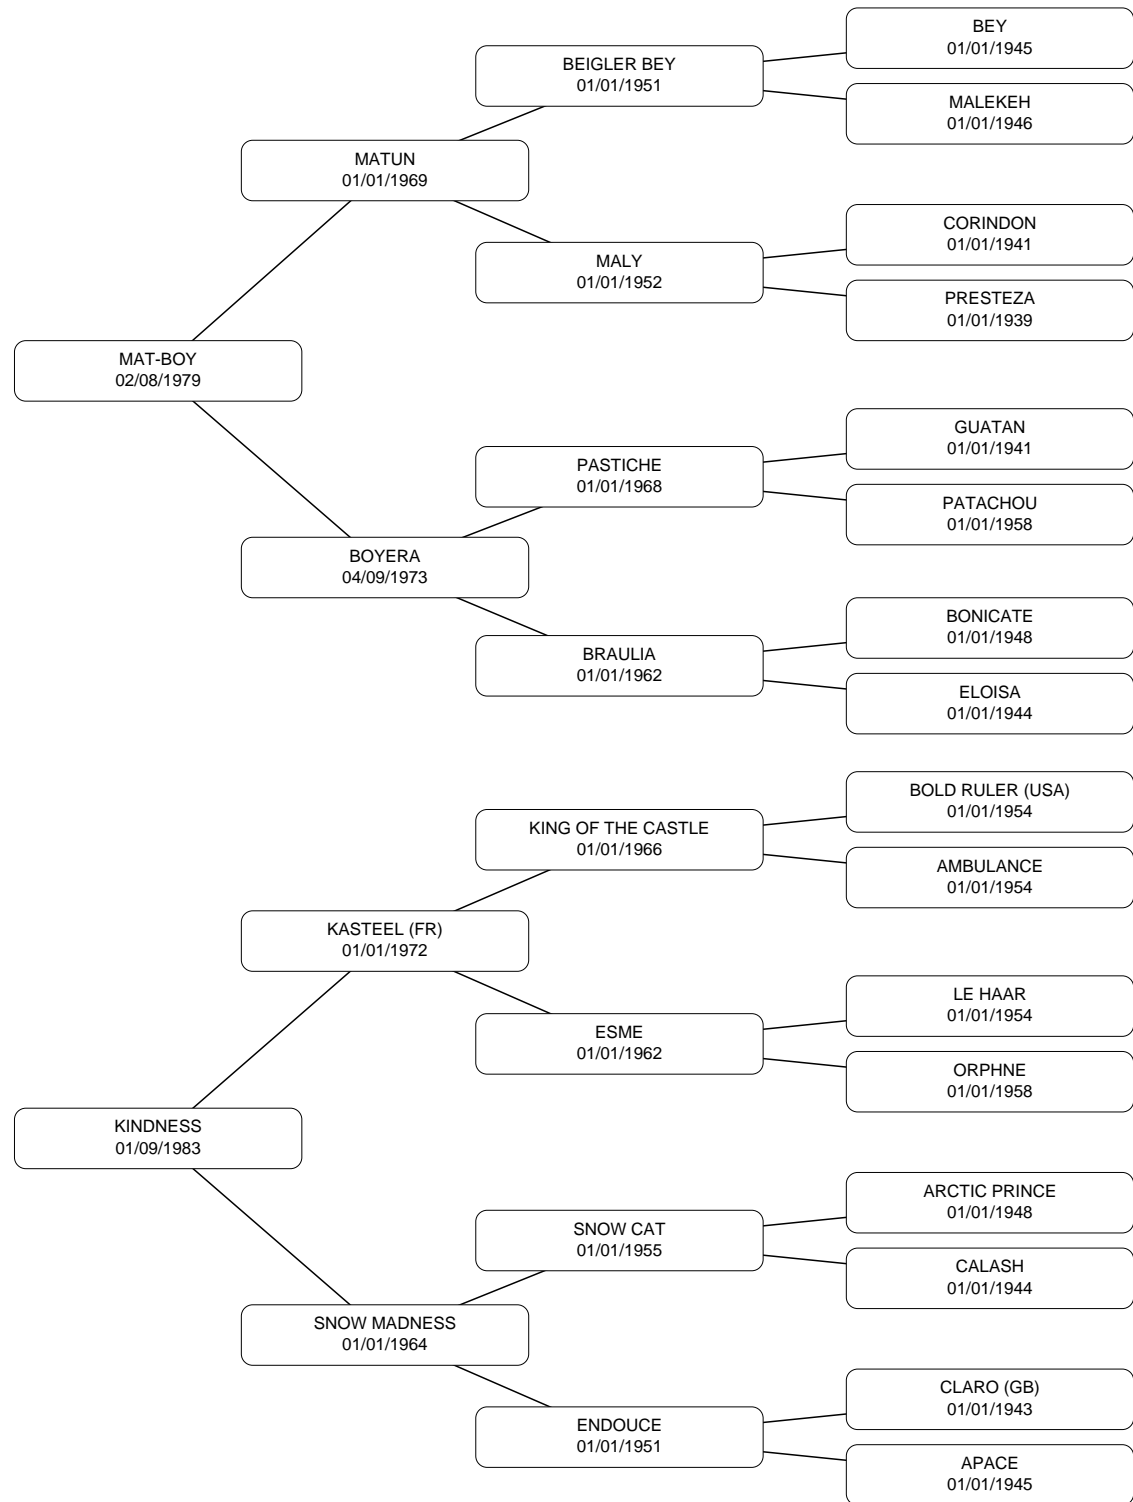 BEY
01/01/1945
BEIGLER BEY
01/01/1951
MALEKEH
01/01/1946
MATUN
01/01/1969
CORINDON
01/01/1941
MALY
01/01/1952
PRESTEZA
01/01/1939
MAT-BOY
02/08/1979
GUATAN
01/01/1941
PASTICHE
01/01/1968
PATACHOU
01/01/1958
BOYERA
04/09/1973
BONICATE
01/01/1948
BRAULIA
01/01/1962
ELOISA
01/01/1944
BOLD RULER (USA)
01/01/1954
KING OF THE CASTLE
01/01/1966
AMBULANCE
01/01/1954
KASTEEL (FR)
01/01/1972
LE HAAR
01/01/1954
ESME
01/01/1962
ORPHNE
01/01/1958
KINDNESS
01/09/1983
ARCTIC PRINCE
01/01/1948
SNOW CAT
01/01/1955
CALASH
01/01/1944
SNOW MADNESS
01/01/1964
CLARO (GB)
01/01/1943
ENDOUCE
01/01/1951
APACE
01/01/1945